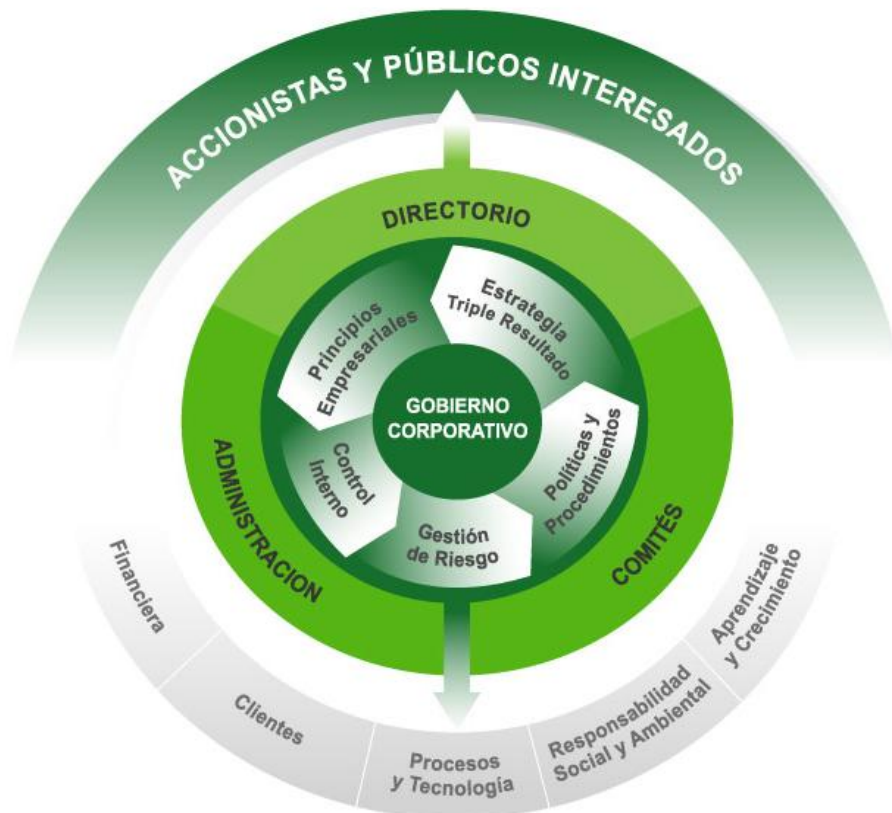 ACCIONISTAS Y PÚBLICOS INTERESADOS
DIRECTORIO
Principios
Empresariales
Estrategía
Triple Resultado
GOBIERNO
CORPORATIVO
Políticas y
Procedimientos
Control
Interno
Gestión
de Riesgo
ADMINISTRACION
COMITÉS
Financiera
Clientes
Procesos
y Tecnología
Responsabilidad
Social y Ambiental
Aprendizaje
y Crecimiento